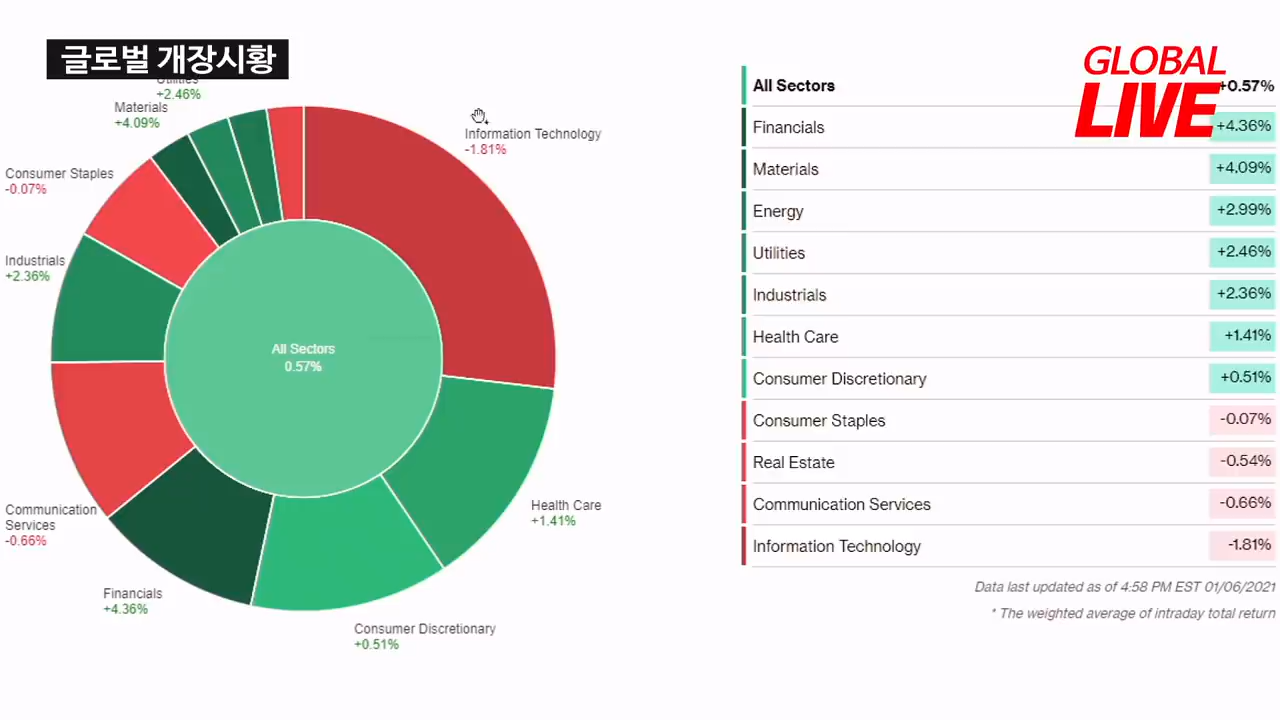 글로벌 개장시황
GLOBAL
LIVE
Utilities
+2.46%
Materials
+4.09%
Information Technology
-1.81%
Consumer Staples
-0.07%
Industrials
+2.36%
All Sectors
0.57%
Communication
Services
-0.66%
Health Care
+1.41%
Financials
+4.36%
Consumer Discretionary
+0.51%
All Sectors +0.57%
Financials +4.36%
Materials +4.09%
Energy +2.99%
Utilities +2.46%
Industrials +2.36%
Health Care +1.41%
Consumer Discretionary +0.51%
Consumer Staples -0.07%
Real Estate -0.54%
Communication Services -0.66%
Information Technology -1.81%
Data last updated as of 4:58 PM EST 01/06/2021
* The weighted average of intraday total return